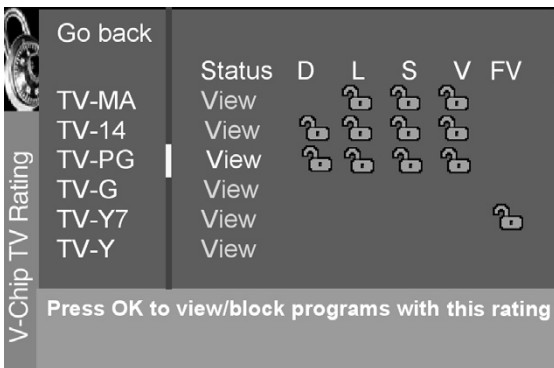 Go back
Status D L S V FV
TV-MA View
TV-14 View
TV-PG View
TV-G View
TV-Y7 View
TV-Y View
V-Chip TV Rating
Press OK to view/block programs with this rating